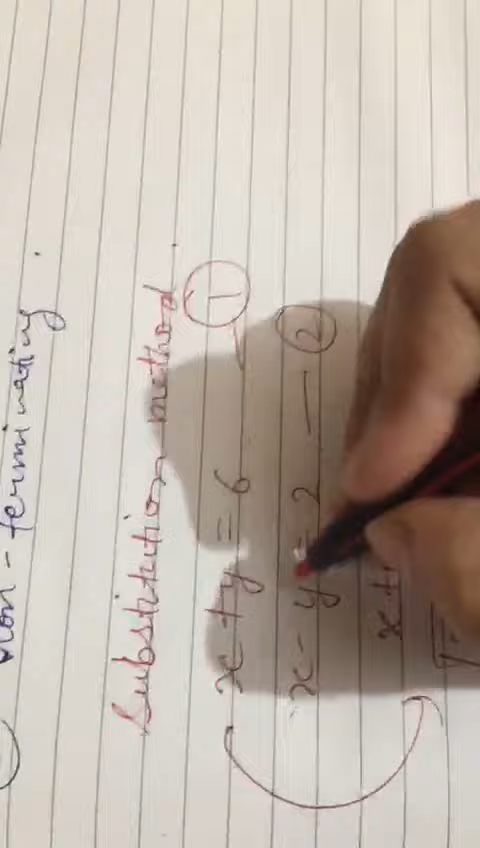 non-terminating.
Substitution method.
x + y = 6 — 1
x - y = 2 — 2
x +